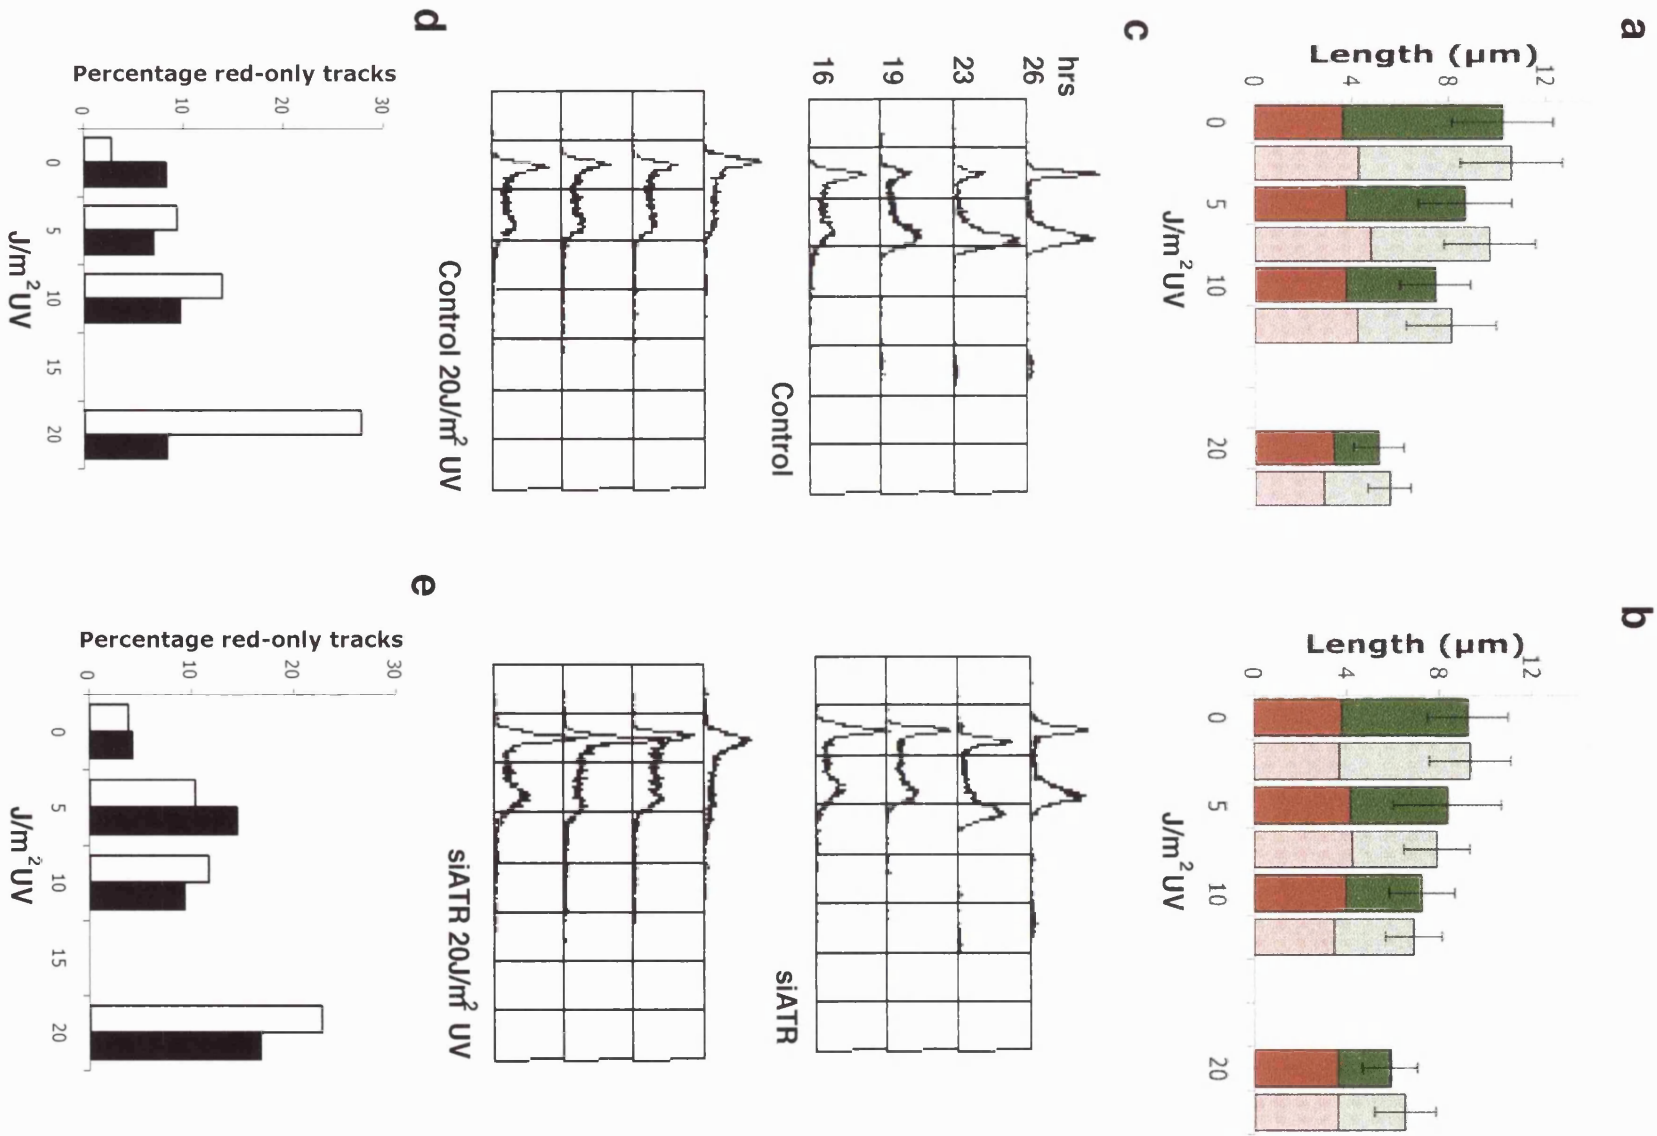 a
Length (μm)
0 4 8 12
0 5 10 20
J/m²UV
b
Length (μm)
0 4 8 12
0 5 10 20
J/m²UV
c
hrs
26
23
19
16
Control
siATR
Control 20J/m² UV
siATR 20J/m² UV
d
Percentage red-only tracks
0 10 20 30
0 5 10 15 20
J/m²UV
e
Percentage red-only tracks
0 10 20 30
0 5 10 15 20
J/m²UV